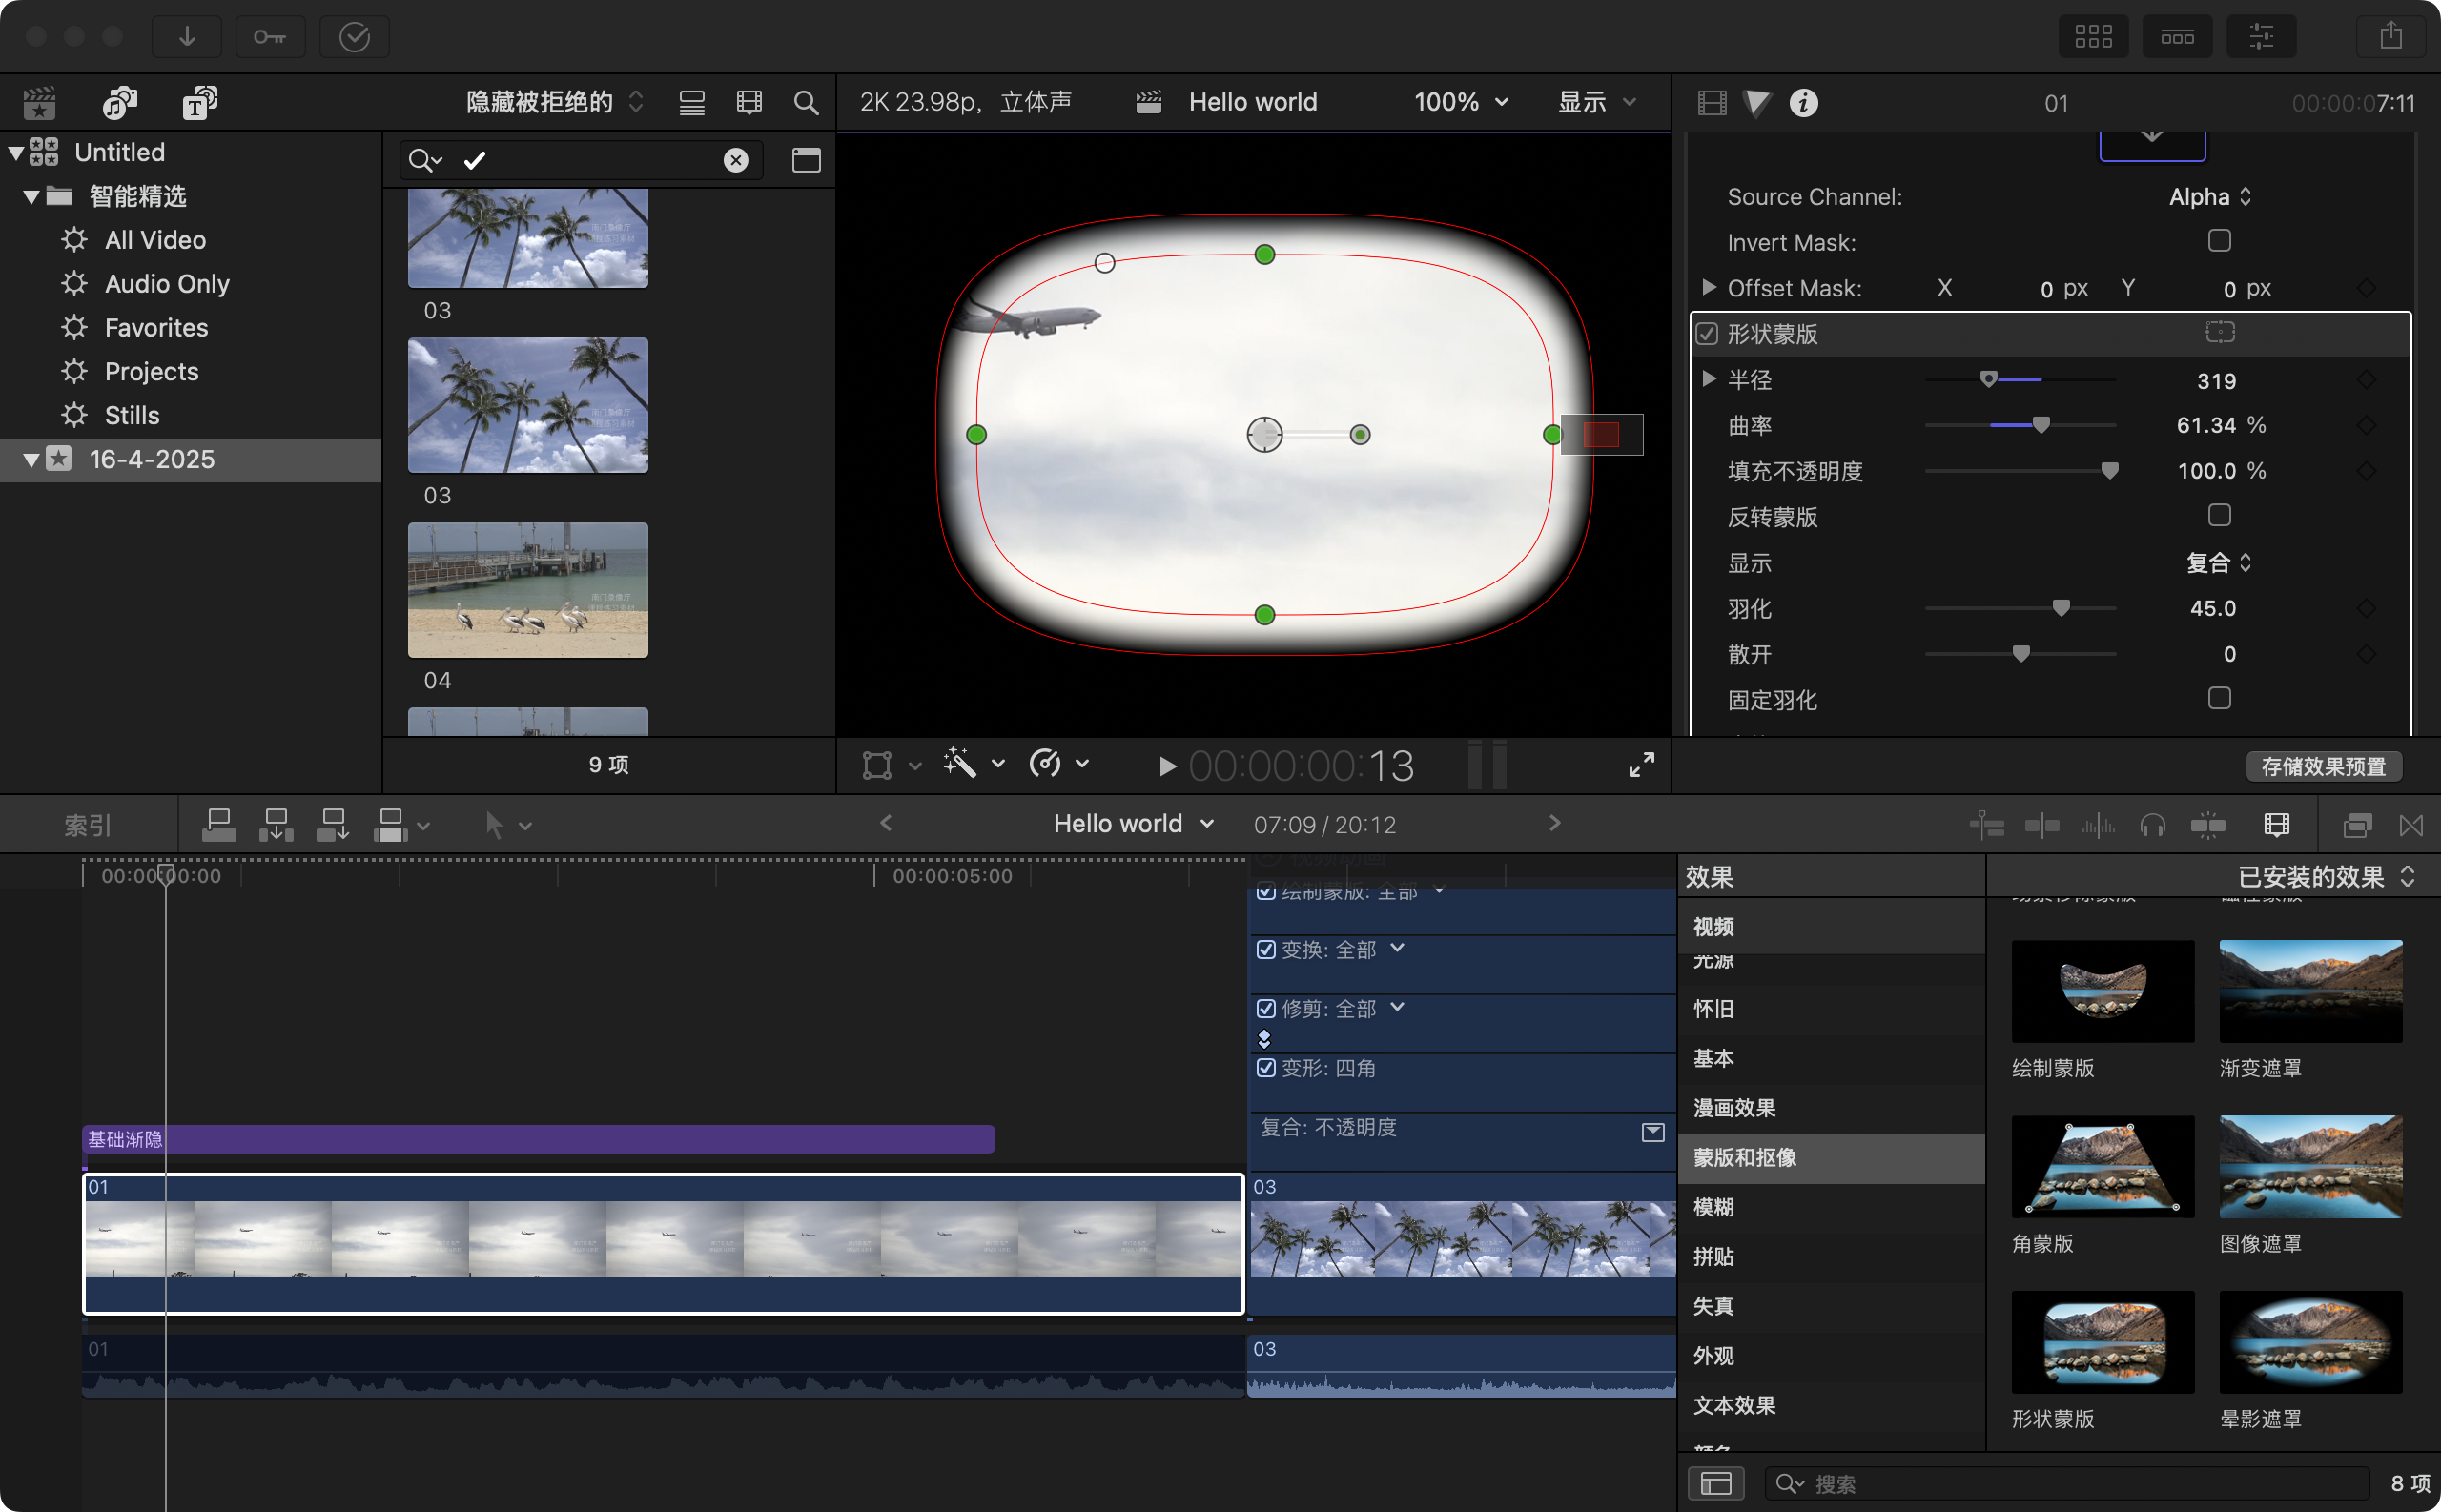 隐藏被拒绝的
2K 23.98p, 立体声
Hello world
100%
显示
01
00:00:07:11
Untitled
智能精选
All Video
Audio Only
Favorites
Projects
Stills
16-4-2025
03
03
04
9 项
Source Channel:
Alpha
Invert Mask:
Offset Mask:
X
0 px
Y
0 px
形状蒙版
半径
319
曲率
61.34 %
填充不透明度
100.0 %
反转蒙版
显示
复合
羽化
45.0
散开
0
固定羽化
00:00:00:13
存储效果预置
索引
Hello world
07:09 / 20:12
00:00:00:00
00:00:05:00
视频动画
绘制蒙版: 全部
变换: 全部
修剪: 全部
变形: 四角
复合: 不透明度
基础渐隐
01
03
01
03
效果
已安装的效果
视频
光源
怀旧
基本
漫画效果
蒙版和抠像
模糊
拼贴
失真
外观
文本效果
颜色
绘制蒙版
渐变遮罩
角蒙版
图像遮罩
形状蒙版
晕影遮罩
搜索
8 项